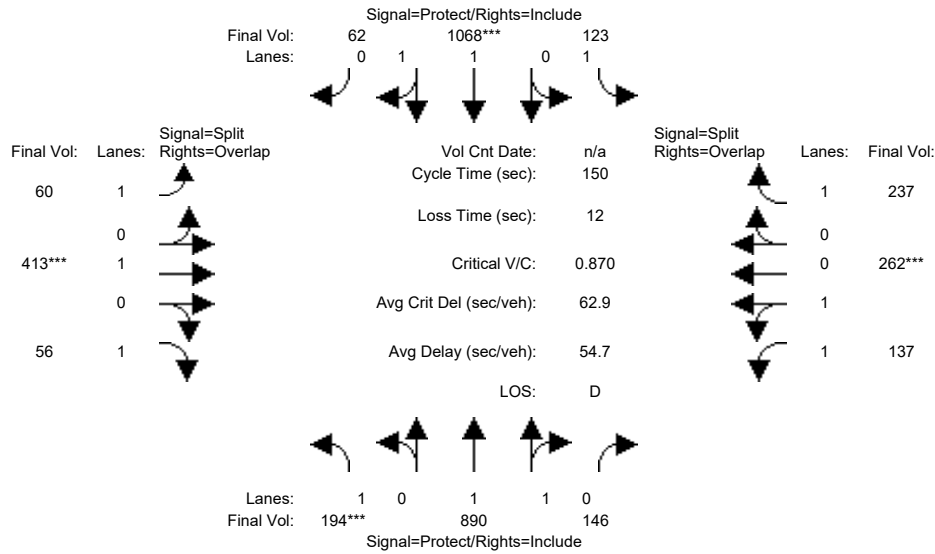 Signal=Protect/Rights=Include
Final Vol: 62 1068*** 123
Lanes: 0 1 1 0 1
Signal=Split
Final Vol: Lanes: Rights=Overlap
Vol Cnt Date: n/a
Signal=Split
Rights=Overlap Lanes: Final Vol:
Cycle Time (sec): 150
60 1
1 237
Loss Time (sec): 12
0
0
413*** 1
Critical V/C: 0.870
0 262***
0
Avg Crit Del (sec/veh): 62.9
1
56 1
Avg Delay (sec/veh): 54.7
1 137
LOS: D
Lanes: 1 0 1 1 0
Final Vol: 194*** 890 146
Signal=Protect/Rights=Include